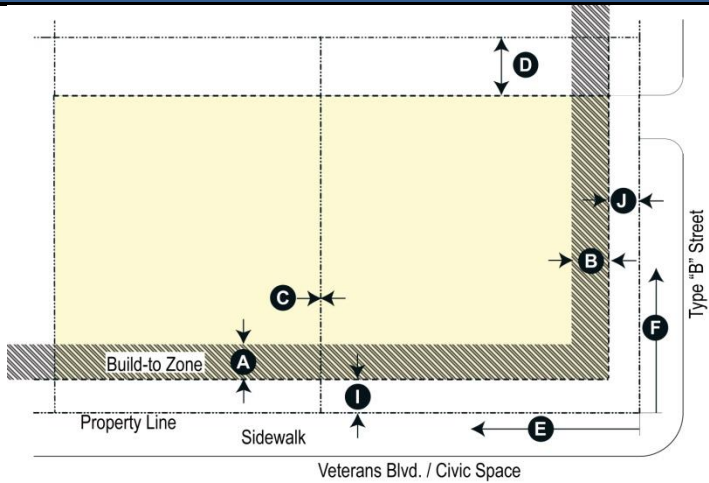 D
J
Type "B" Street
B
C
F
Build-to Zone
A
I
Property Line
E
Sidewalk
Veterans Blvd. / Civic Space